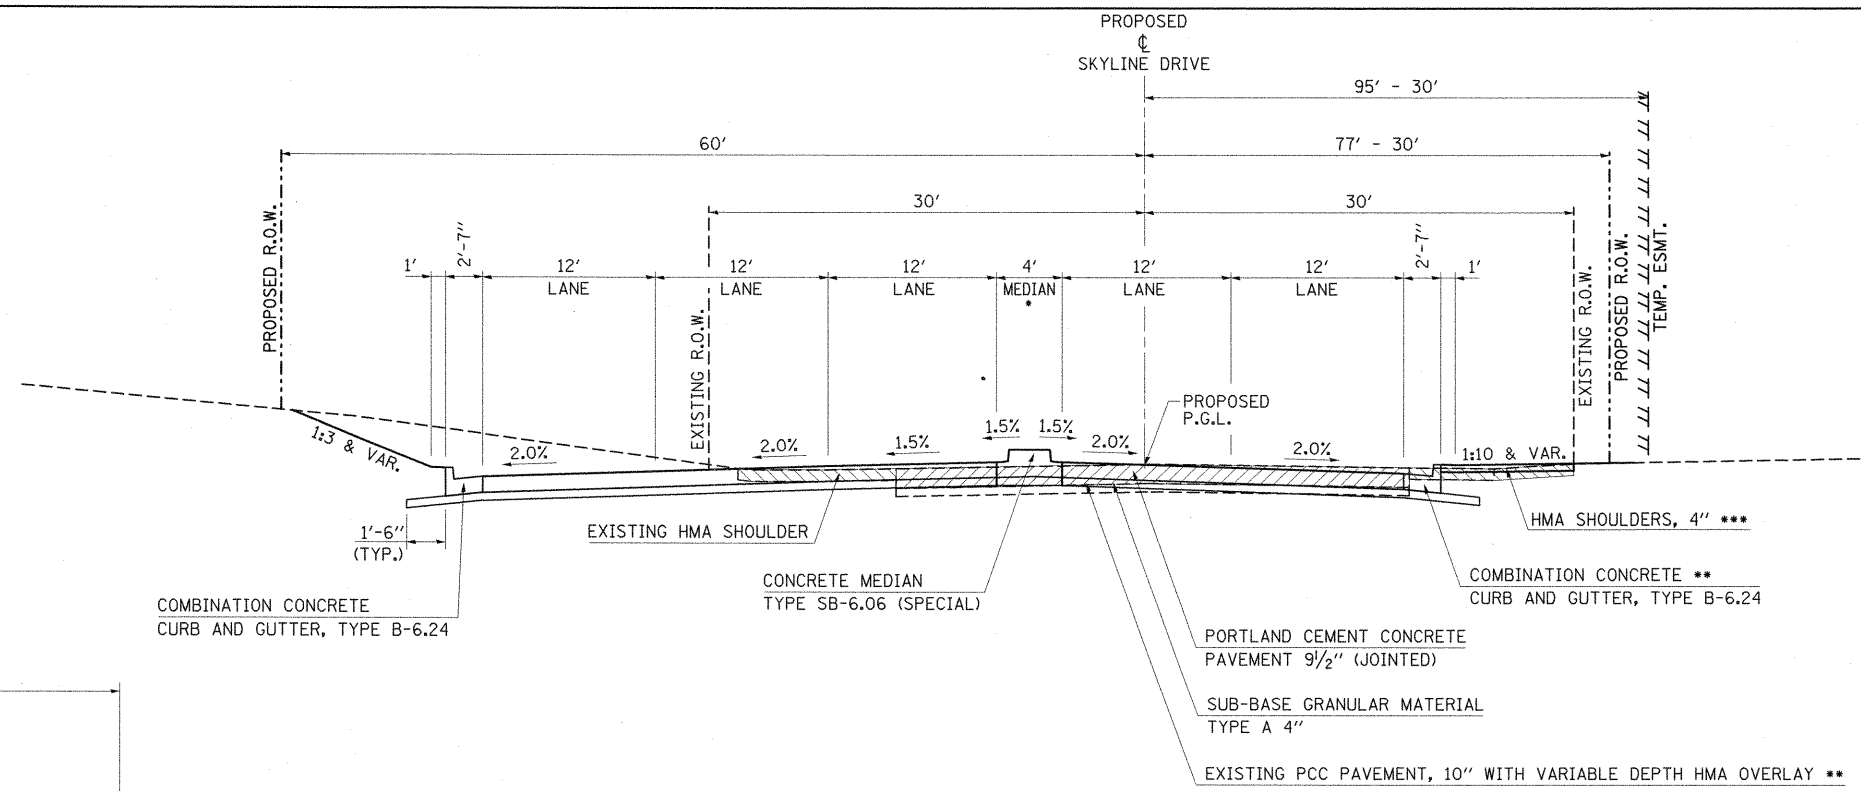 PROPOSED
℄
SKYLINE DRIVE
95' - 30'
60'
77' - 30'
30'
30'
PROPOSED R.O.W.
1'
2'-7"
12'
LANE
12'
LANE
12'
LANE
4'
MEDIAN
*
12'
LANE
12'
LANE
2'-7"
1'
EXISTING R.O.W.
EXISTING R.O.W.
PROPOSED R.O.W.
TEMP. ESMT.
PROPOSED
P.G.L.
1:3 & VAR.
2.0%
2.0%
1.5%
1.5%
1.5%
2.0%
2.0%
1:10 & VAR.
1'-6"
(TYP.)
EXISTING HMA SHOULDER
HMA SHOULDERS, 4" ***
CONCRETE MEDIAN
TYPE SB-6.06 (SPECIAL)
COMBINATION CONCRETE **
CURB AND GUTTER, TYPE B-6.24
COMBINATION CONCRETE
CURB AND GUTTER, TYPE B-6.24
PORTLAND CEMENT CONCRETE
PAVEMENT 9½" (JOINTED)
SUB-BASE GRANULAR MATERIAL
TYPE A 4"
EXISTING PCC PAVEMENT, 10" WITH VARIABLE DEPTH HMA OVERLAY **